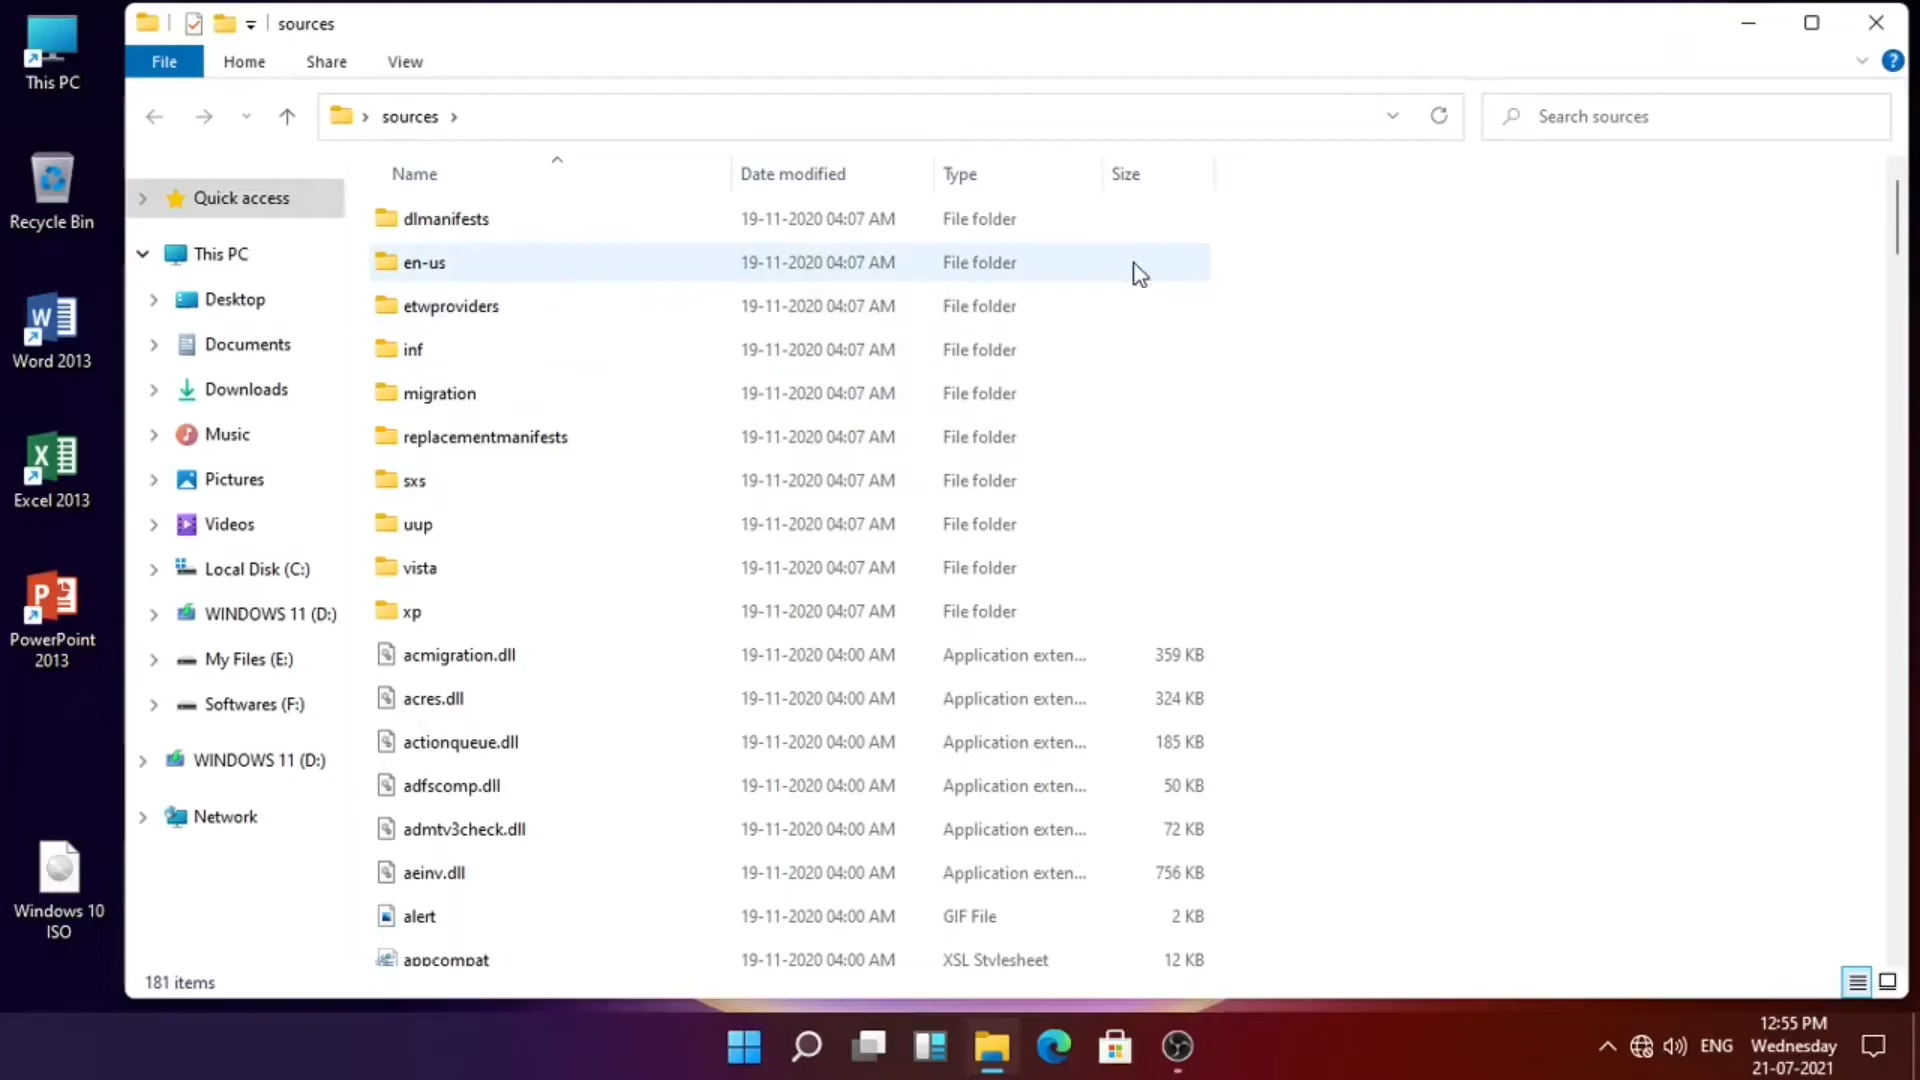 This PC
Recycle Bin
Word 2013
Excel 2013
PowerPoint
2013
Windows 10
ISO
sources
File Home Share View
sources
Search sources
Quick access
This PC
Desktop
Documents
Downloads
Music
Pictures
Videos
Local Disk (C:)
WINDOWS 11 (D:)
My Files (E:)
Softwares (F:)
WINDOWS 11 (D:)
Network
Name Date modified Type Size
dlmanifests 19-11-2020 04:07 AM File folder
en-us 19-11-2020 04:07 AM File folder
etwproviders 19-11-2020 04:07 AM File folder
inf 19-11-2020 04:07 AM File folder
migration 19-11-2020 04:07 AM File folder
replacementmanifests 19-11-2020 04:07 AM File folder
sxs 19-11-2020 04:07 AM File folder
uup 19-11-2020 04:07 AM File folder
vista 19-11-2020 04:07 AM File folder
xp 19-11-2020 04:07 AM File folder
acmigration.dll 19-11-2020 04:00 AM Application exten... 359 KB
acres.dll 19-11-2020 04:00 AM Application exten... 324 KB
actionqueue.dll 19-11-2020 04:00 AM Application exten... 185 KB
adfscomp.dll 19-11-2020 04:00 AM Application exten... 50 KB
admtv3check.dll 19-11-2020 04:00 AM Application exten... 72 KB
aeinv.dll 19-11-2020 04:00 AM Application exten... 756 KB
alert 19-11-2020 04:00 AM GIF File 2 KB
appcompat 19-11-2020 04:00 AM XSL Stylesheet 12 KB
181 items
ENG
12:55 PM
Wednesday
21-07-2021